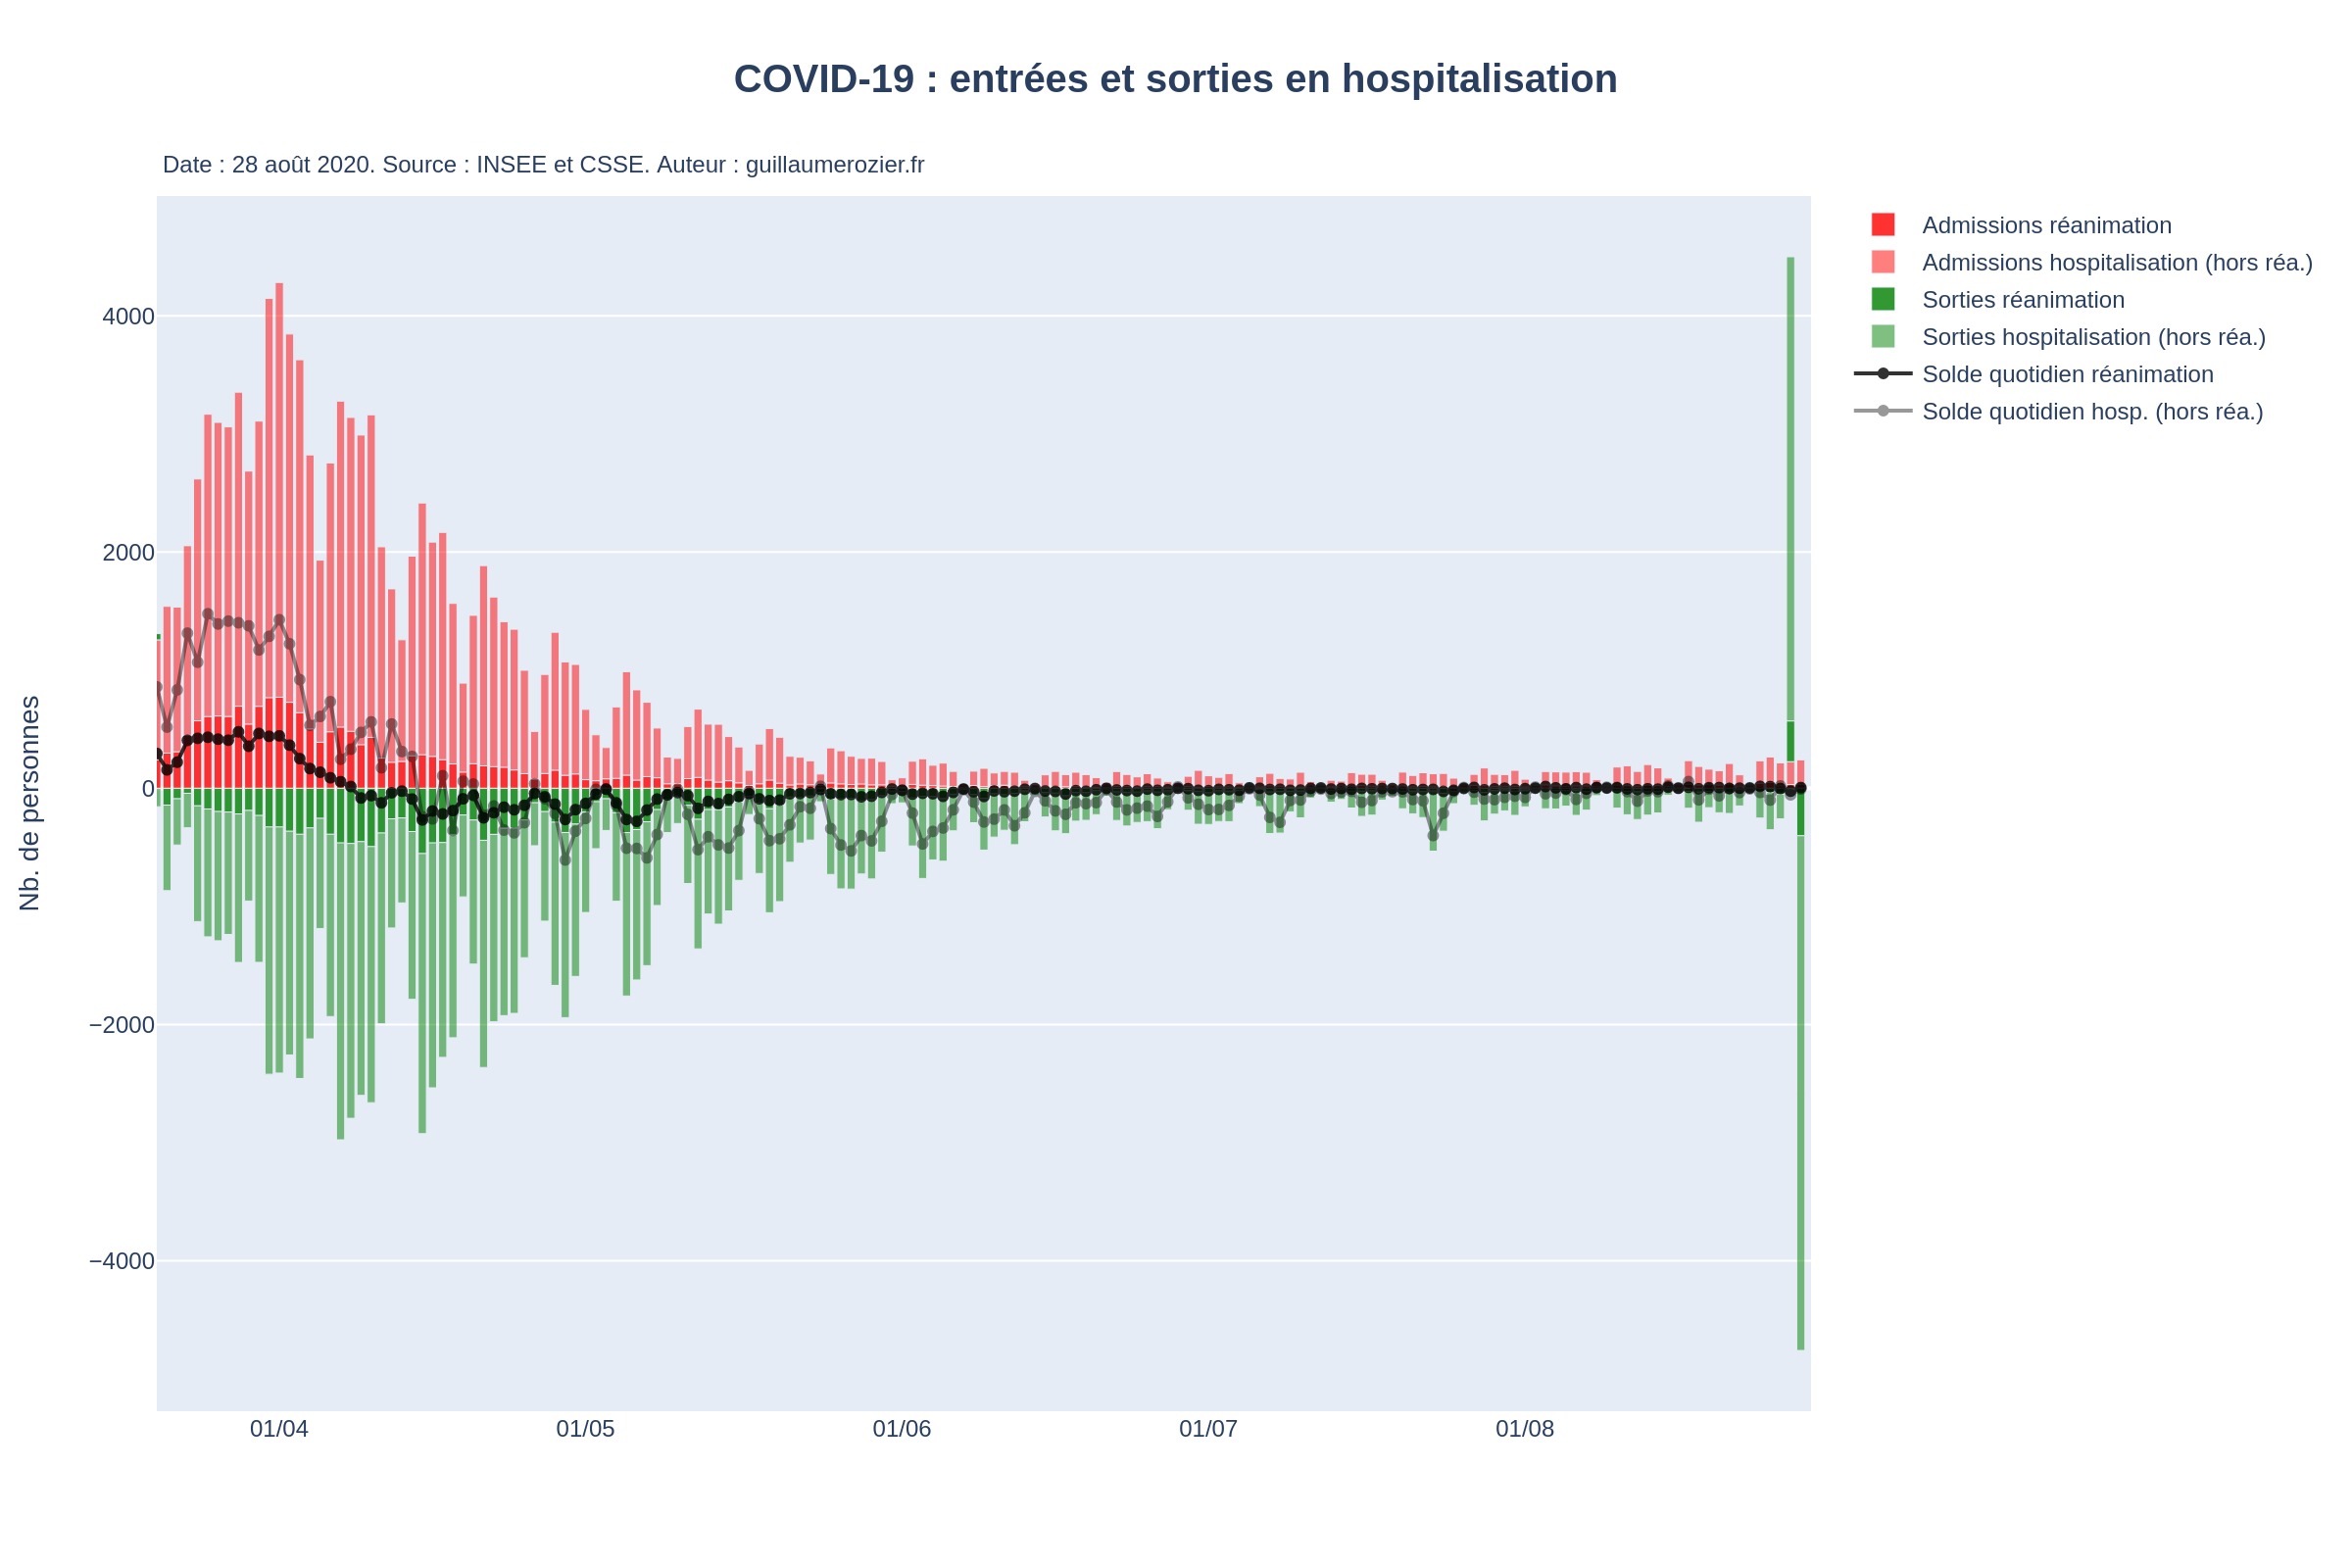 COVID-19 : entrées et sorties en hospitalisation
Date : 28 août 2020. Source : INSEE et CSSE. Auteur : guillaumerozier.fr
Admissions réanimation
Admissions hospitalisation (hors réa.)
Sorties réanimation
Sorties hospitalisation (hors réa.)
Solde quotidien réanimation
Solde quotidien hosp. (hors réa.)
Nb. de personnes
4000
2000
0
−2000
−4000
01/04
01/05
01/06
01/07
01/08